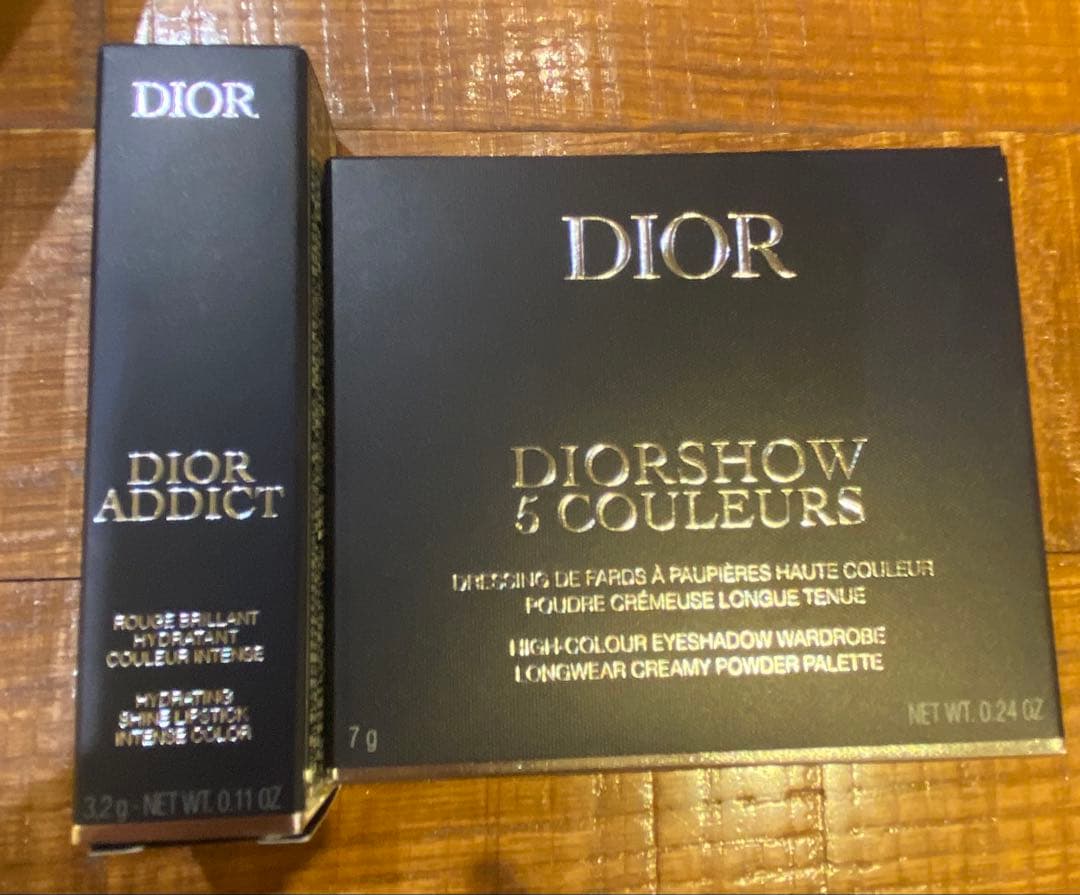 DIOR
DIOR
ADDICT
ROUGE BRILLANT
HYDRATANT
COULEUR INTENSE
HYDRATING
SHINE LIPSTICK
INTENSE COLOR
3,2 g - NET WT. 0.11 OZ
DIOR
DIORSHOW
5 COULEURS
DRESSING DE FARDS À PAUPIÈRES HAUTE COULEUR
POUDRE CRÉMEUSE LONGUE TENUE
HIGH-COLOUR EYESHADOW WARDROBE
LONGWEAR CREAMY POWDER PALETTE
7 g
NET WT. 0.24 OZ